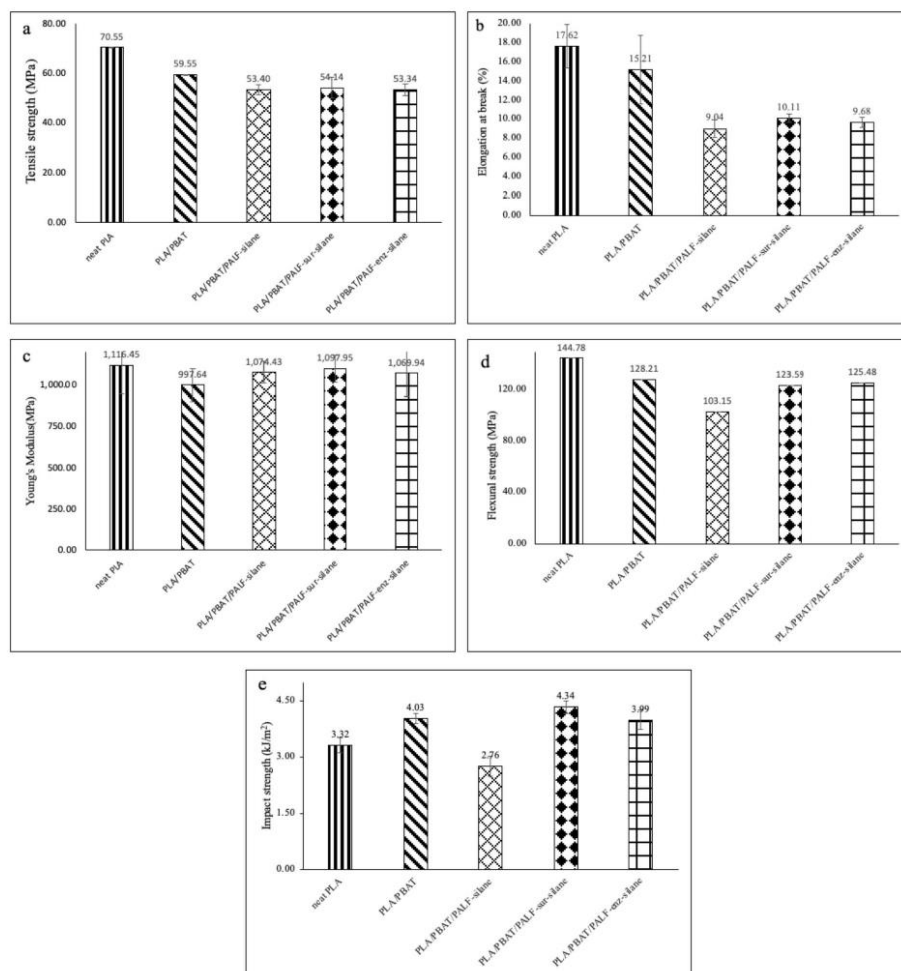 a
Tensile strength (MPa)
80.00
60.00
40.00
20.00
0.00
70.55
59.55
53.40
54.14
53.34
neat PLA
PLA/PBAT
PLA/PBAT/PALF-silane
PLA/PBAT/PALF-sur-silane
PLA/PBAT/PALF-enz-silane
b
Elongation at break (%)
20.00
18.00
16.00
14.00
12.00
10.00
8.00
6.00
4.00
2.00
0.00
17.62
15.21
9.04
10.11
9.68
neat PLA
PLA/PBAT
PLA/PBAT/PALF-silane
PLA/PBAT/PALF-sur-silane
PLA/PBAT/PALF-enz-silane
c
Young's Modulus(MPa)
1,000.00
750.00
500.00
250.00
0.00
1,116.45
997.64
1,074.43
1,097.95
1,069.94
neat PLA
PLA/PBAT
PLA/PBAT/PALF-silane
PLA/PBAT/PALF-sur-silane
PLA/PBAT/PALF-enz-silane
d
Flexural strength (MPa)
120.00
80.00
40.00
0.00
144.78
128.21
103.15
123.59
125.48
neat PLA
PLA/PBAT
PLA/PBAT/PALF-silane
PLA/PBAT/PALF-sur-silane
PLA/PBAT/PALF-enz-silane
e
Impact strength (kJ/m²)
4.50
3.00
1.50
0.00
3.32
4.03
2.76
4.34
3.99
neat PLA
PLA/PBAT
PLA/PBAT/PALF-silane
PLA/PBAT/PALF-sur-silane
PLA/PBAT/PALF-enz-silane